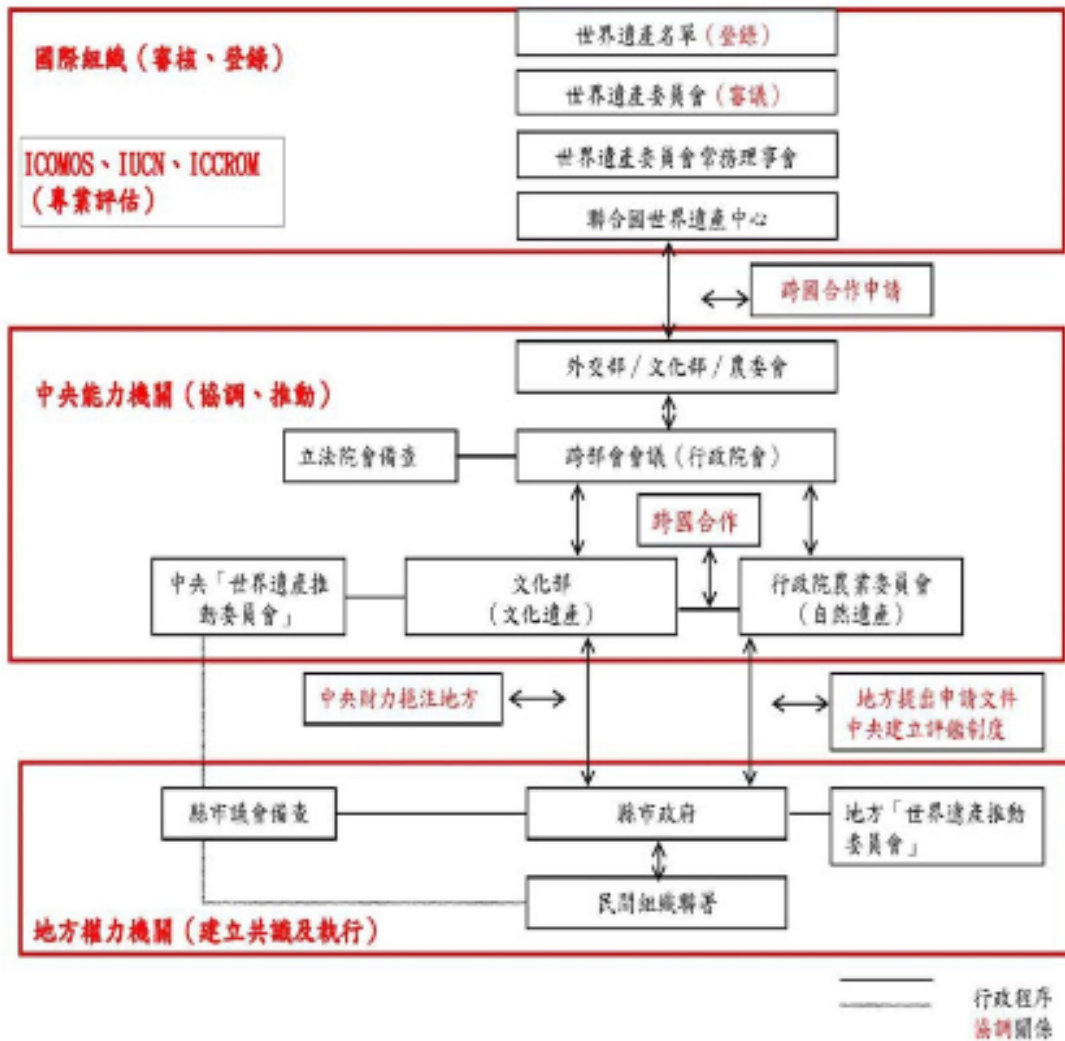 國際組織(審核、登錄)
世界遺產名單(登錄)
世界遺產委員會(審議)
ICOMOS、IUCN、ICCROM
(專業評估)
世界遺產委員會常務理事會
聯合國世界遺產中心
跨國合作申請
中央能力機關(協調、推動)
外交部/文化部/農委會
立法院會備查
跨部會會議(行政院會)
跨國合作
中央「世界遺產推
動委員會」
文化部
(文化遺產)
行政院農業委員會
(自然遺產)
中央財力挹注地方
地方提出申請文件
中央建立評鑑制度
縣市議會備查
縣市政府
地方「世界遺產推動
委員會」
民間組織聯署
地方權力機關(建立共識及執行)
行政程序
協調關係